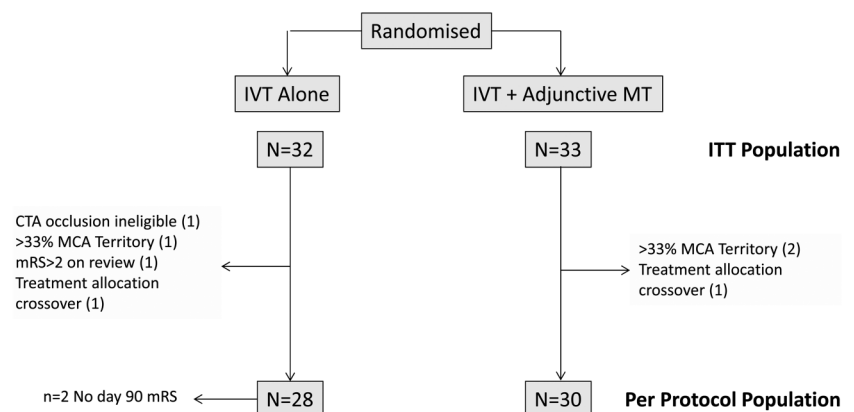 Randomised
IVT Alone
IVT + Adjunctive MT
N=32
N=33
ITT Population
CTA occlusion ineligible (1)
>33% MCA Territory (1)
mRS>2 on review (1)
Treatment allocation
crossover (1)
>33% MCA Territory (2)
Treatment allocation
crossover (1)
n=2 No day 90 mRS
N=28
N=30
Per Protocol Population